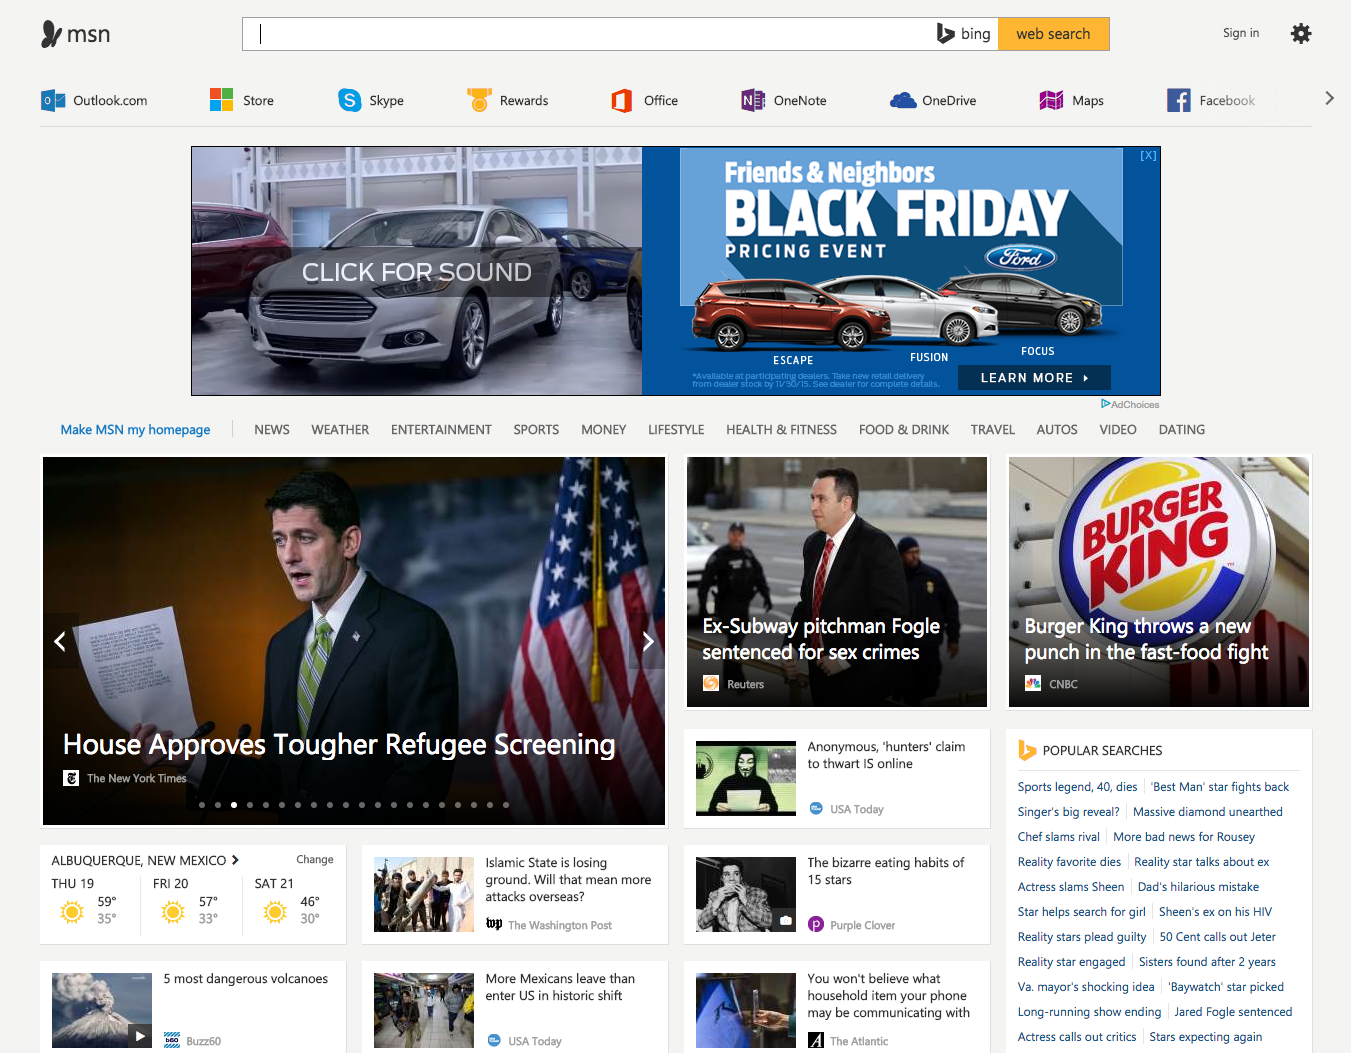 msn
bing
web search
Sign in
Outlook.com
Store
Skype
Rewards
Office
OneNote
OneDrive
Maps
Facebook
[X]
Friends & Neighbors
BLACK FRIDAY
PRICING EVENT
Ford
CLICK FOR SOUND
ESCAPE
FUSION
FOCUS
*Available at participating dealers. Take new retail delivery
from dealer stock by 11/30/15. See dealer for complete details.
LEARN MORE
AdChoices
Make MSN my homepage
NEWS
WEATHER
ENTERTAINMENT
SPORTS
MONEY
LIFESTYLE
HEALTH & FITNESS
FOOD & DRINK
TRAVEL
AUTOS
VIDEO
DATING
House Approves Tougher Refugee Screening
The New York Times
Ex-Subway pitchman Fogle
sentenced for sex crimes
Reuters
BURGER
KING
Burger King throws a new
punch in the fast-food fight
CNBC
Anonymous, 'hunters' claim
to thwart IS online
USA Today
ALBUQUERQUE, NEW MEXICO
Change
THU 19
59°
35°
FRI 20
57°
33°
SAT 21
46°
30°
Islamic State is losing
ground. Will that mean more
attacks overseas?
wp
The Washington Post
The bizarre eating habits of
15 stars
p
Purple Clover
5 most dangerous volcanoes
b60
Buzz60
More Mexicans leave than
enter US in historic shift
USA Today
You won't believe what
household item your phone
may be communicating with
A
The Atlantic
POPULAR SEARCHES
Sports legend, 40, dies
'Best Man' star fights back
Singer's big reveal?
Massive diamond unearthed
Chef slams rival
More bad news for Rousey
Reality favorite dies
Reality star talks about ex
Actress slams Sheen
Dad's hilarious mistake
Star helps search for girl
Sheen's ex on his HIV
Reality stars plead guilty
50 Cent calls out Jeter
Reality star engaged
Sisters found after 2 years
Va. mayor's shocking idea
'Baywatch' star picked
Long-running show ending
Jared Fogle sentenced
Actress calls out critics
Stars expecting again